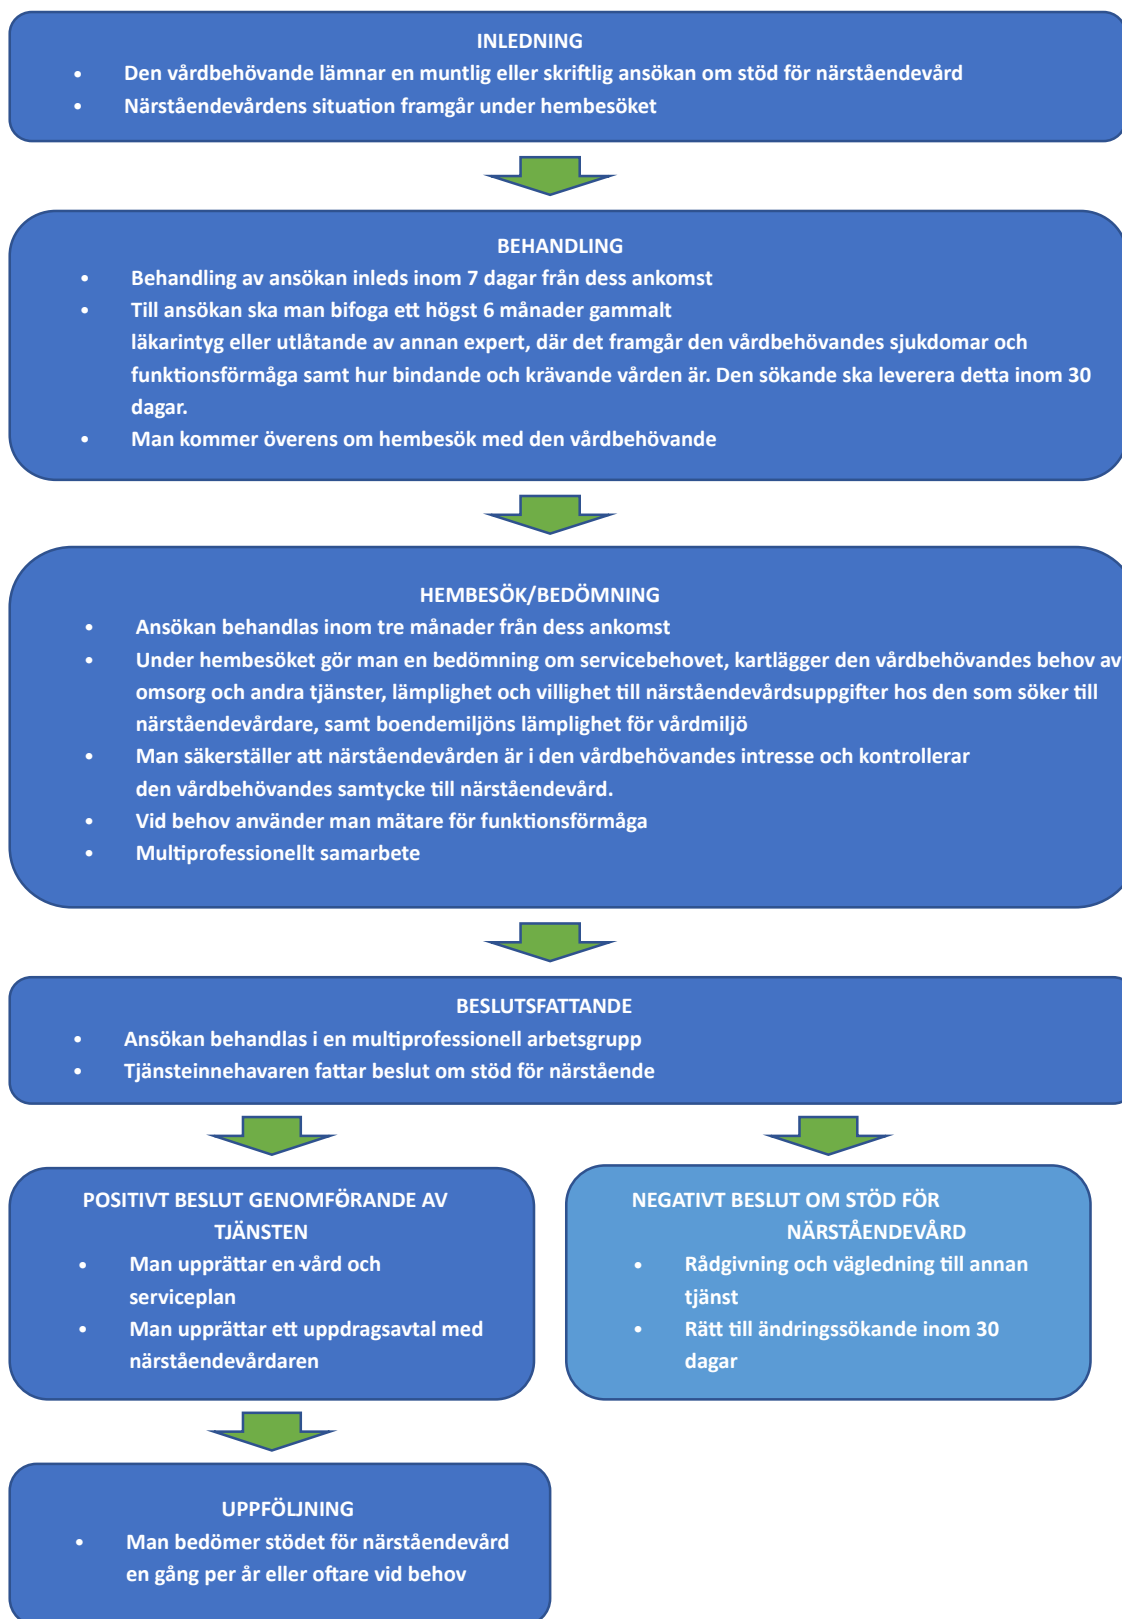 INLEDNING
• Den vårdbehövande lämnar en muntlig eller skriftlig ansökan om stöd för närståendevård
• Närståendevårdens situation framgår under hembesöket
BEHANDLING
• Behandling av ansökan inleds inom 7 dagar från dess ankomst
• Till ansökan ska man bifoga ett högst 6 månader gammalt
läkarintyg eller utlåtande av annan expert, där det framgår den vårdbehövandes sjukdomar och
funktionsförmåga samt hur bindande och krävande vården är. Den sökande ska leverera detta inom 30
dagar.
• Man kommer överens om hembesök med den vårdbehövande
HEMBESÖK/BEDÖMNING
• Ansökan behandlas inom tre månader från dess ankomst
• Under hembesöket gör man en bedömning om servicebehovet, kartlägger den vårdbehövandes behov av
omsorg och andra tjänster, lämplighet och villighet till närståendevårdsuppgifter hos den som söker till
närståendevårdare, samt boendemiljöns lämplighet för vårdmiljö
• Man säkerställer att närståendevården är i den vårdbehövandes intresse och kontrollerar
den vårdbehövandes samtycke till närståendevård.
• Vid behov använder man mätare för funktionsförmåga
• Multiprofessionellt samarbete
BESLUTSFATTANDE
• Ansökan behandlas i en multiprofessionell arbetsgrupp
• Tjänsteinnehavaren fattar beslut om stöd för närstående
POSITIVT BESLUT GENOMFÖRANDE AV
TJÄNSTEN
• Man upprättar en vård- och
serviceplan
• Man upprättar ett uppdragsavtal med
närståendevårdaren
NEGATIVT BESLUT OM STÖD FÖR
NÄRSTÅENDEVÅRD
• Rådgivning och vägledning till annan
tjänst
• Rätt till ändringssökande inom 30
dagar
UPPFÖLJNING
• Man bedömer stödet för närståendevård
en gång per år eller oftare vid behov